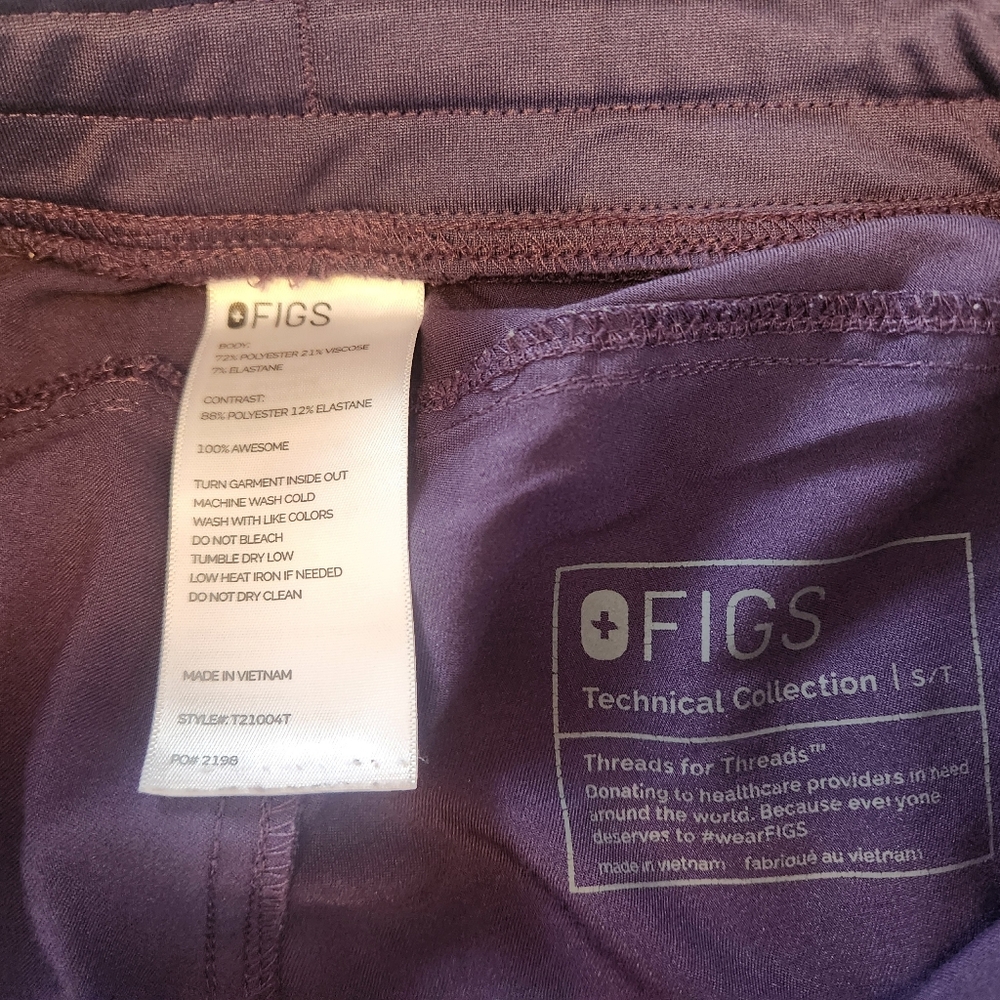 FIGS
BODY:
72% POLYESTER 21% VISCOSE
7% ELASTANE
CONTRAST:
88% POLYESTER 12% ELASTANE
100% AWESOME
TURN GARMENT INSIDE OUT
MACHINE WASH COLD
WASH WITH LIKE COLORS
DO NOT BLEACH
TUMBLE DRY LOW
LOW HEAT IRON IF NEEDED
DO NOT DRY CLEAN
MADE IN VIETNAM
STYLE#: T21004T
PO# 2198
FIGS
Technical Collection | S/T
Threads for Threads™
Donating to healthcare providers in need
around the world. Because everyone
deserves to #wearFIGS
made in vietnam fabriqué au vietnam